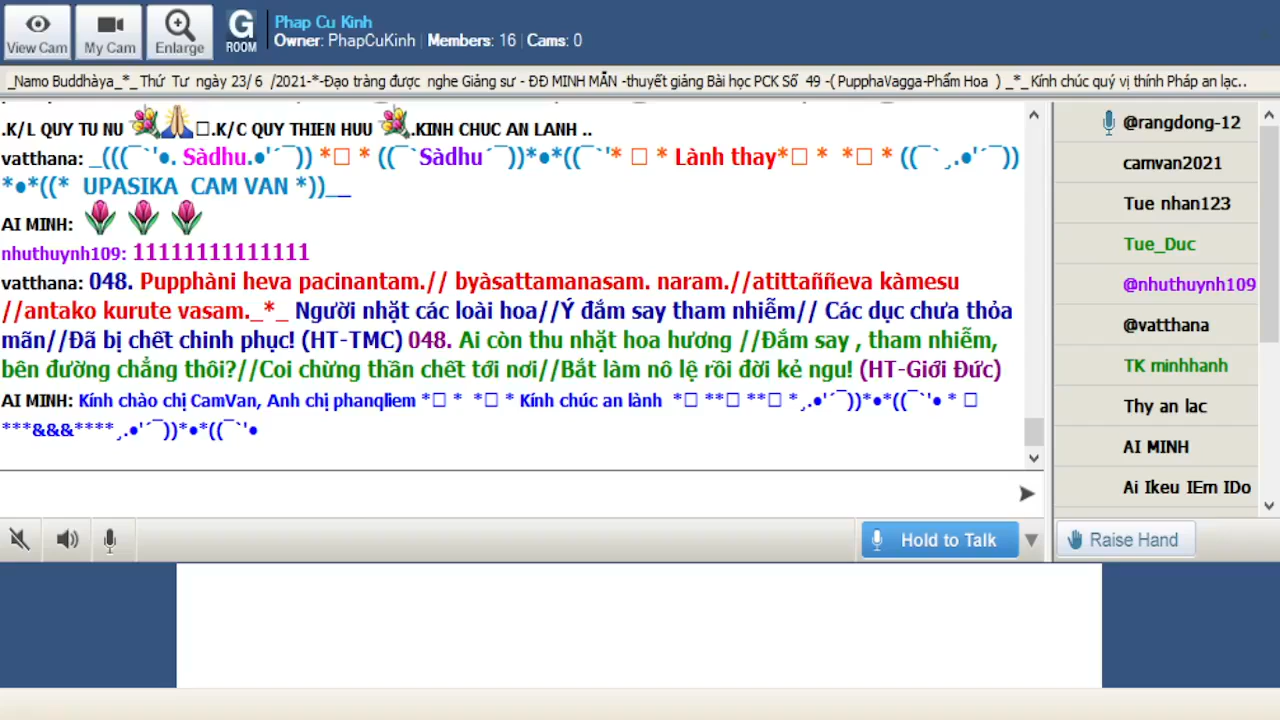 View Cam
My Cam
Enlarge
G ROOM
Phap Cu Kinh
Owner: PhapCuKinh | Members: 16 | Cams: 0
_Namo Buddhàya_*_Thứ Tư ngày 23/ 6 /2021-*-Đạo tràng được nghe Giảng sư - ĐĐ MINH MẪN -thuyết giảng Bài học PCK Số 49 -( PupphaVagga-Phẩm Hoa ) _*_ Kính chúc quý vị thính Pháp an lạc..
.K/L QUY TU NU 💐🙏□.K/C QUY THIEN HUU 💐.KINH CHUC AN LANH ..
vatthana: _(((¯`'•. Sàdhu.•'´¯)) *□ * ((¯`Sàdhu´¯))*•*((¯`'* □ * Lành thay*□ * *□ * ((¯`¸.•'´¯))
*•*((* UPASIKA CAM VAN *))__
AI MINH: 🌷 🌷 🌷
nhuthuynh109: 11111111111111
vatthana: 048. Pupphàni heva pacinantam.// byàsattamanasam. naram.//atittaññeva kàmesu
//antako kurute vasam._*_ Người nhặt các loài hoa//Ý đắm say tham nhiễm// Các dục chưa thỏa
mãn//Đã bị chết chinh phục! (HT-TMC) 048. Ai còn thu nhặt hoa hương //Đắm say , tham nhiễm,
bên đường chẳng thôi?//Coi chừng thần chết tới nơi//Bắt làm nô lệ rồi đời kẻ ngu! (HT-Giới Đức)
AI MINH: Kính chào chị CamVan, Anh chị phanqliem *□ * *□ * Kính chúc an lành *□ **□ **□ *¸.•'´¯))*•*((¯`'• * □
***&&&****¸.•'´¯))*•*((¯`'•
@rangdong-12
camvan2021
Tue nhan123
Tue_Duc
@nhuthuynh109
@vatthana
TK minhhanh
Thy an lac
AI MINH
Ai Ikeu IEm IDo
Hold to Talk
Raise Hand